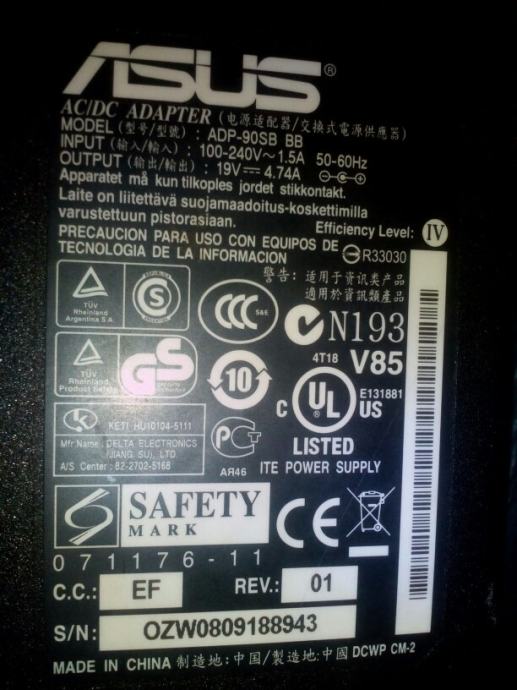 ASUS®
AC/DC ADAPTER (电源适配器/交换式電源供應器)
MODEL (型号/型號) : ADP-90SB BB
INPUT (输入/輸入) : 100-240V~1.5A 50-60Hz
OUTPUT (输出/輸出) : 19V⎓4.74A
Apparatet må kun tilkoples jordet stikkontakt.
Laite on liitettävä suojamaadoitus-koskettimilla
varustettuun pistorasiaan.
Efficiency Level: IV
PRECAUCION PARA USO CON EQUIPOS DE
TECNOLOGIA DE LA INFORMACION
R33030
警告: 适用于资讯类产品
適用於資訊類産品
TÜV
Rheinland
Argentina S.A
S
CCC S&E
N193
4T18 V85
TÜV
Rheinland
Product Safety
GS
10
C UL US
E131881
LISTED
ITE POWER SUPPLY
KETI HU10104-5111
Mfr Name : DELTA ELECTRONICS
(JIANG SU), LTD
A/S Center : 82-2702-5168
РСТ
АЯ46
SAFETY
MARK
CE
071176-11
C.C.: EF
REV.: 01
S/N: OZW0809188943
MADE IN CHINA 制造地: 中国/製造地: 中國 DCWP CM-2